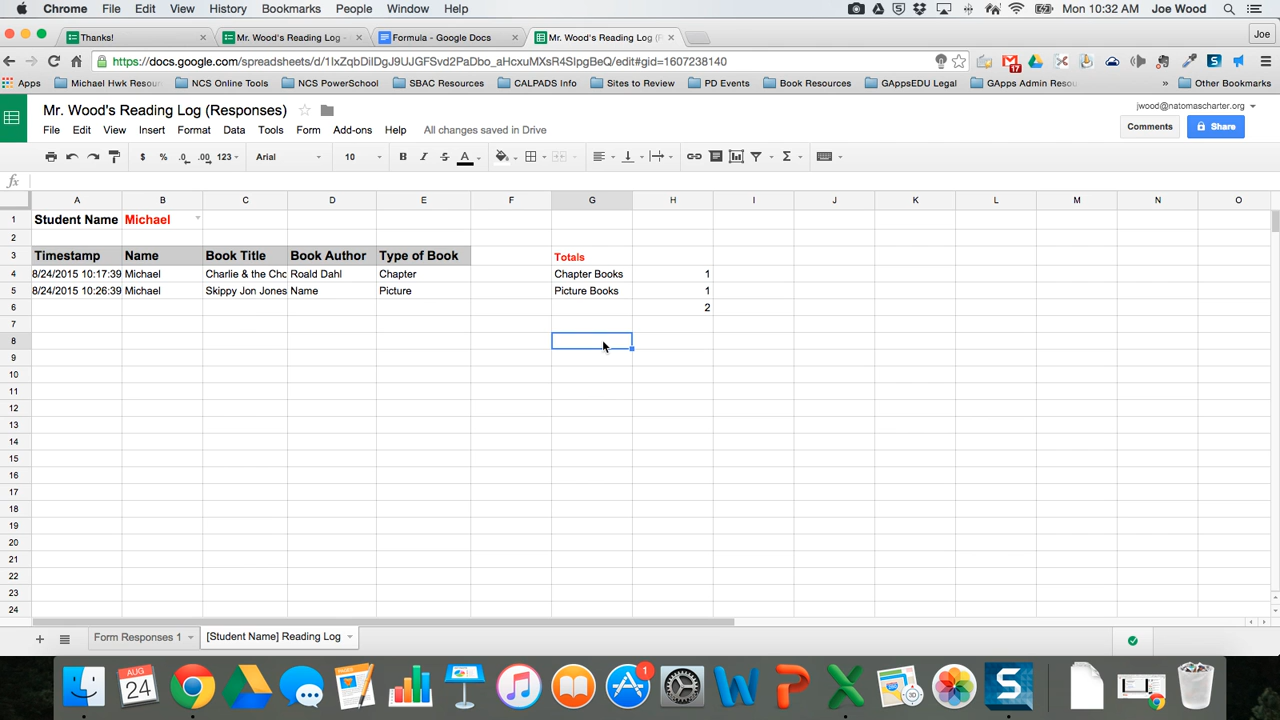 Chrome File Edit View History Bookmarks People Window Help Mon 10:32 AM Joe Wood
Thanks! Mr. Wood's Reading Log - Formula - Google Docs Mr. Wood's Reading Log (R Joe
https://docs.google.com/spreadsheets/d/ /edit#gid=1607238140 17
Apps Michael Hwk Resou NCS Online Tools NCS PowerSchool SBAC Resources CALPADS Info Sites to Review PD Events Book Resources GAppsEDU Legal GApps Admin Resou » Other Bookmarks
Mr. Wood's Reading Log (Responses) jwood@natomascharter.org
File Edit View Insert Format Data Tools Form Add-ons Help All changes saved in Drive Comments Share
$ % .0 .00 123 Arial 10 B I S A Σ
fx
A B C D E F G H I J K L M N O
1 Student Name Michael
2
3 Timestamp Name Book Title Book Author Type of Book Totals
4 8/24/2015 10:17:39 Michael Charlie & the Cho Roald Dahl Chapter Chapter Books 1
5 8/24/2015 10:26:39 Michael Skippy Jon Jones Name Picture Picture Books 1
6 2
7
8
9
10
11
12
13
14
15
16
17
18
19
20
21
22
23
24
+ Form Responses 1 [Student Name] Reading Log
AUG 24 1 W P X 3D S